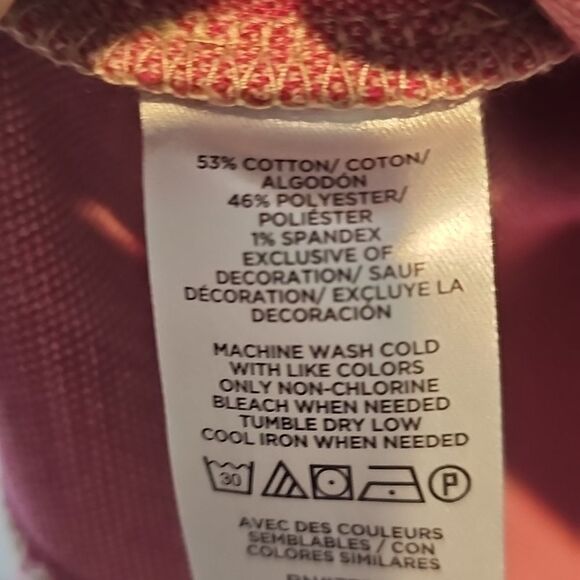 53% COTTON/ COTON/
ALGODÓN
46% POLYESTER/
POLIÉSTER
1% SPANDEX
EXCLUSIVE OF
DECORATION/ SAUF
DÉCORATION/ EXCLUYE LA
DECORACIÓN
MACHINE WASH COLD
WITH LIKE COLORS
ONLY NON-CHLORINE
BLEACH WHEN NEEDED
TUMBLE DRY LOW
COOL IRON WHEN NEEDED
30 P
AVEC DES COULEURS
SEMBLABLES / CON
COLORES SIMILARES